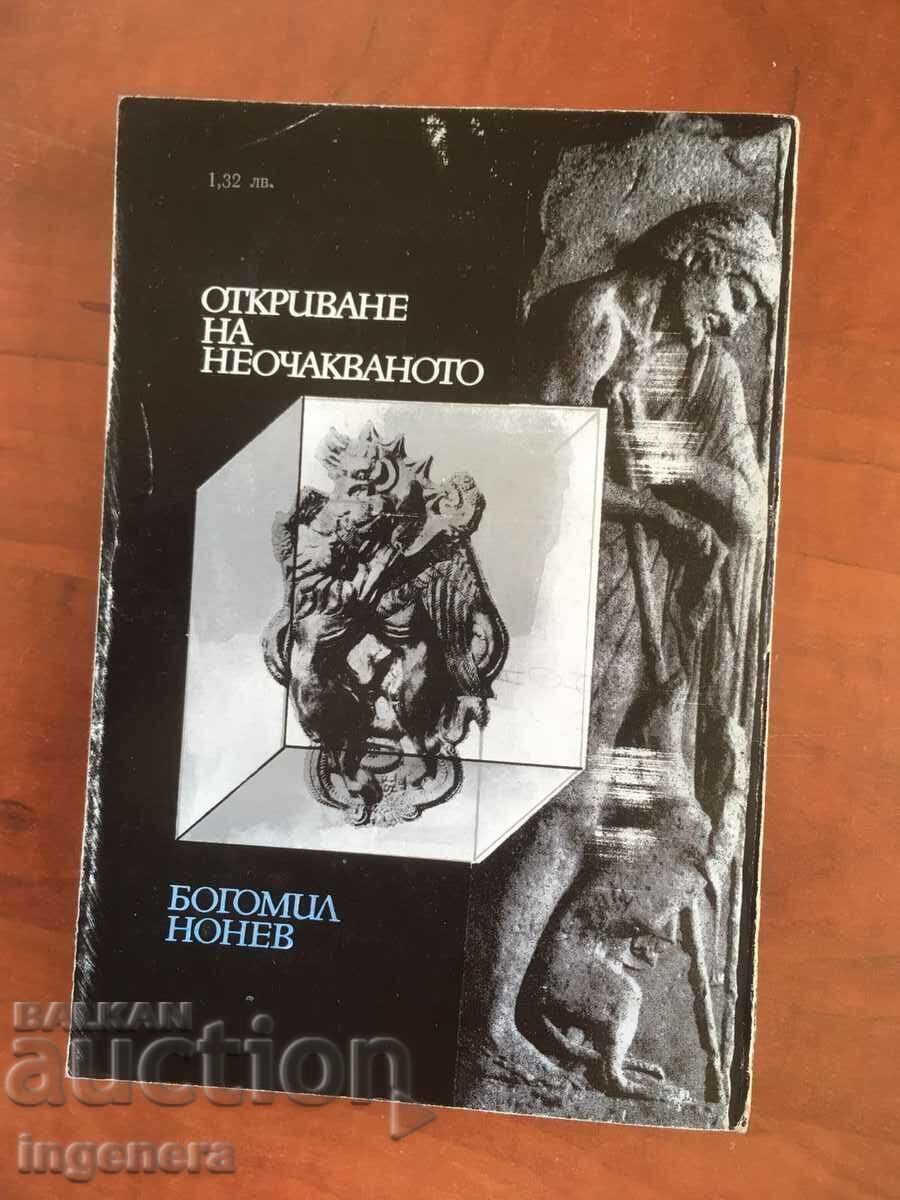 1,32 лв.
ОТКРИВАНЕ
НА
НЕОЧАКВАНОТО
БОГОМИЛ
НОНЕВ
BALKAN
auction
ingenera